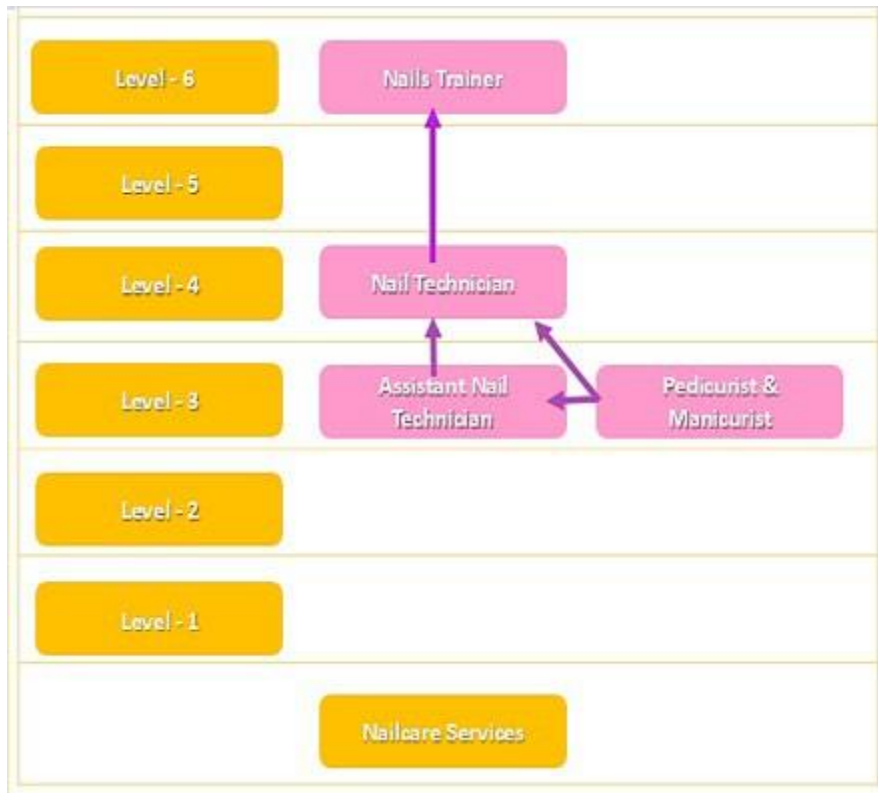 Level - 6
Nails Trainer
Level - 5
Level - 4
Nail Technician
Level - 3
Assistant Nail
Technician
Pedicurist &
Manicurist
Level - 2
Level - 1
Nailcare Services